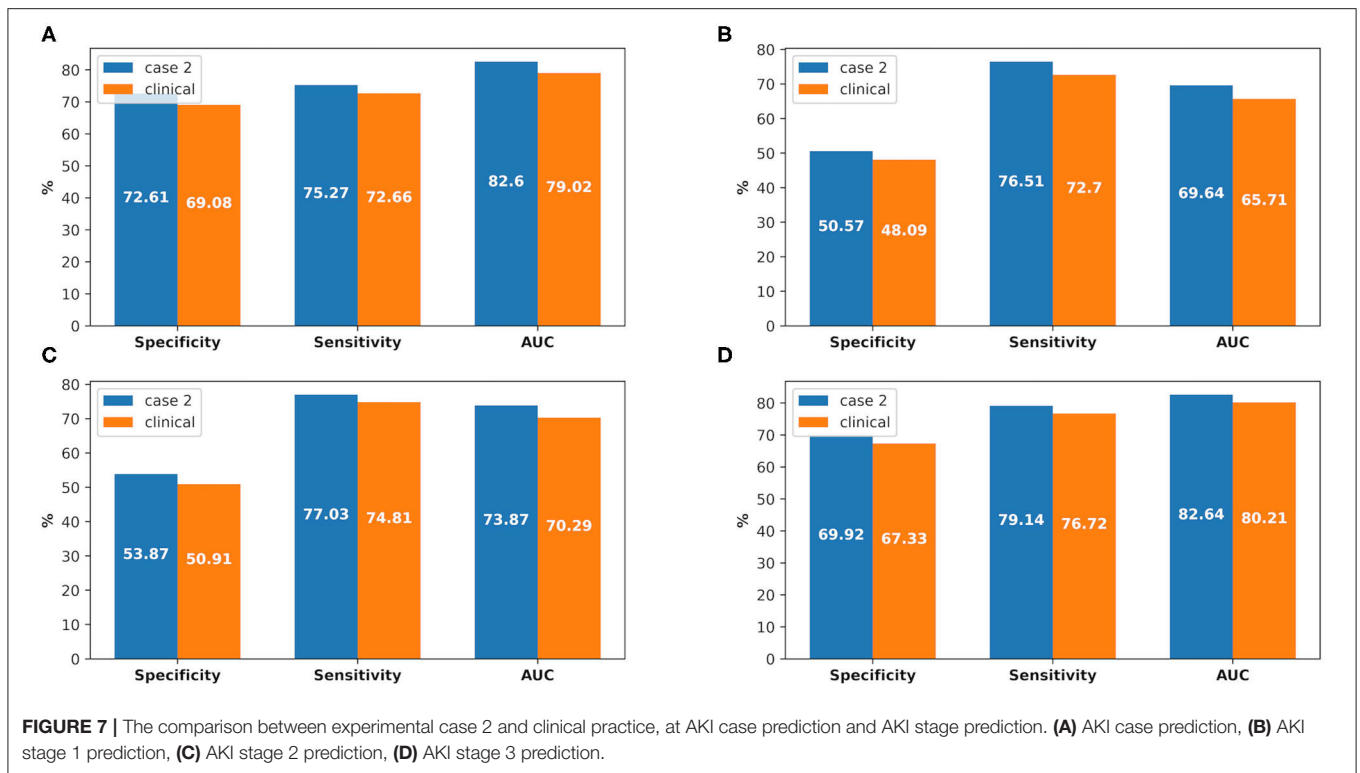 A
B
80
70
60
50
40
30
20
10
0
%
case 2
clinical
72.61
69.08
75.27
72.66
82.6
79.02
Specificity
Sensitivity
AUC
80
70
60
50
40
30
20
10
0
%
case 2
clinical
50.57
48.09
76.51
72.7
69.64
65.71
Specificity
Sensitivity
AUC
C
D
80
70
60
50
40
30
20
10
0
%
case 2
clinical
53.87
50.91
77.03
74.81
73.87
70.29
Specificity
Sensitivity
AUC
80
70
60
50
40
30
20
10
0
%
case 2
clinical
69.92
67.33
79.14
76.72
82.64
80.21
Specificity
Sensitivity
AUC
FIGURE 7 | The comparison between experimental case 2 and clinical practice, at AKI case prediction and AKI stage prediction. (A) AKI case prediction, (B) AKI
stage 1 prediction, (C) AKI stage 2 prediction, (D) AKI stage 3 prediction.